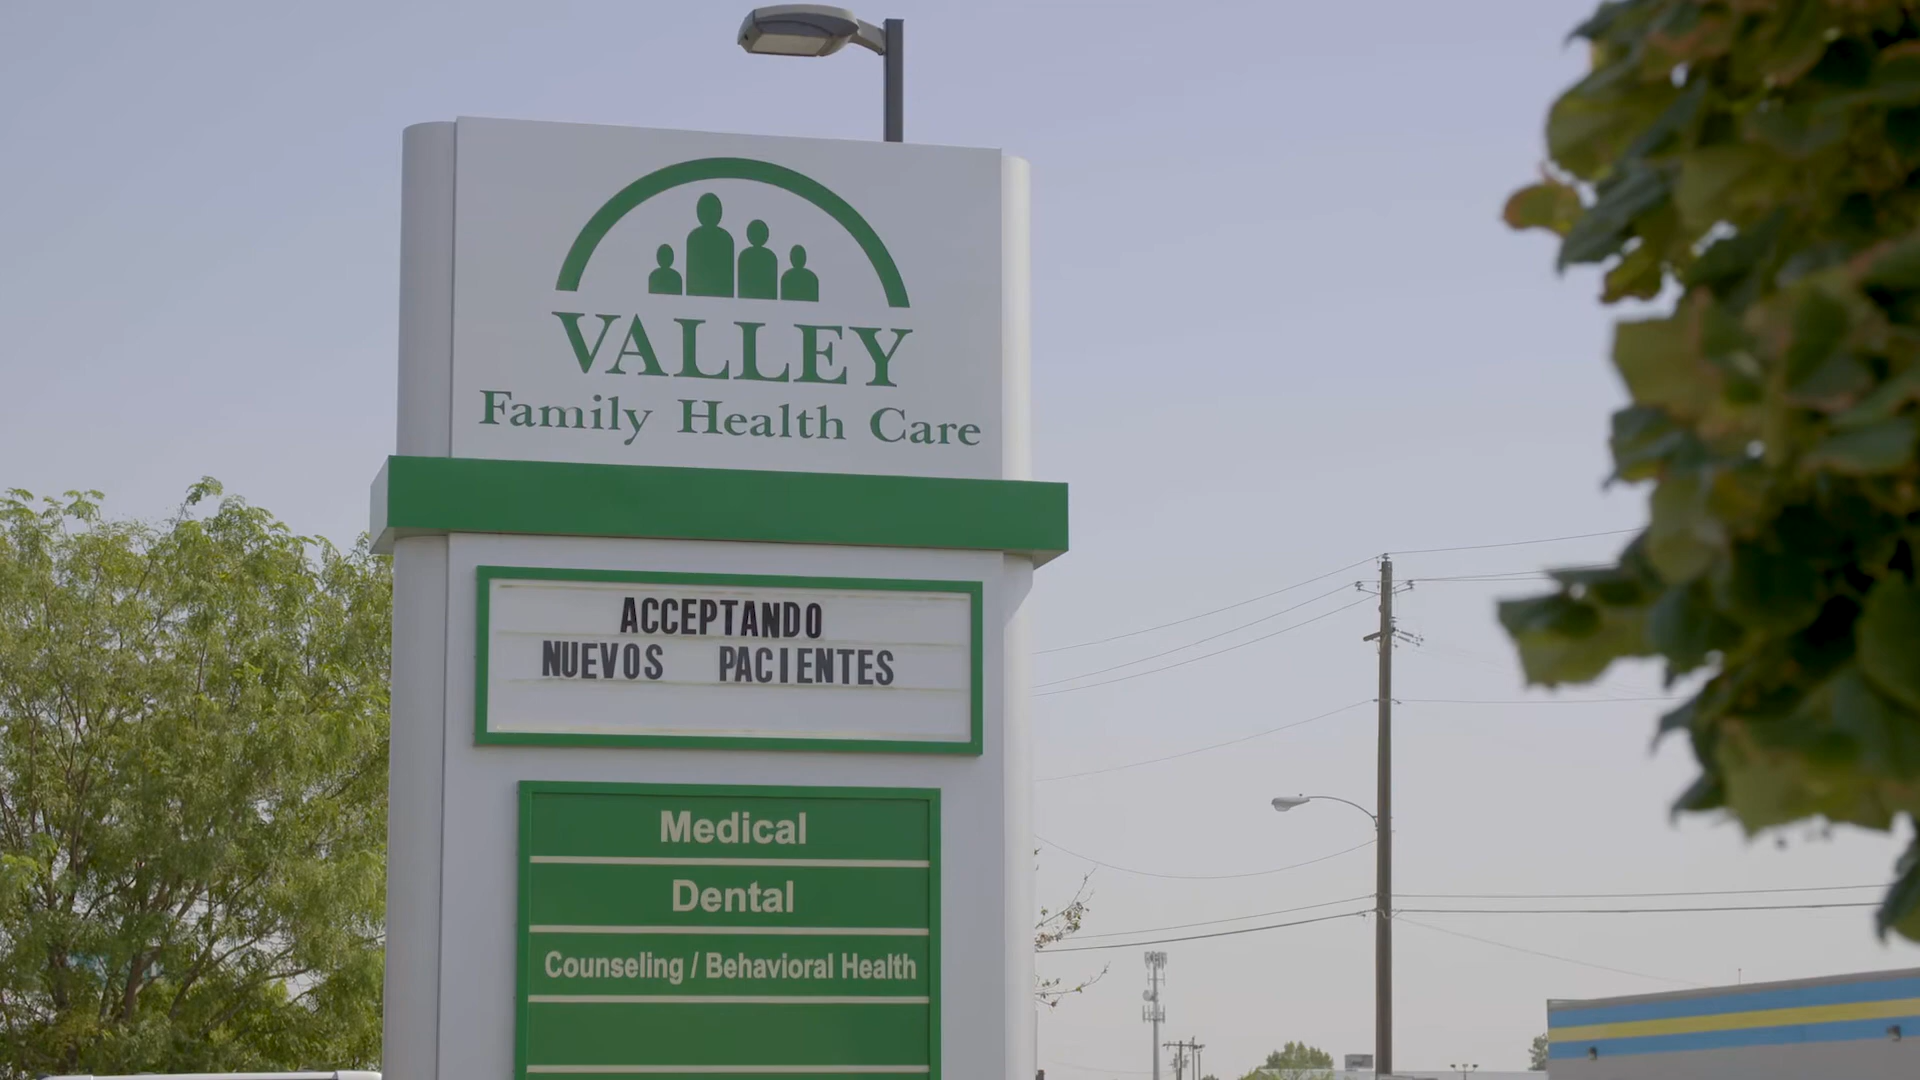 VALLEY
Family Health Care
ACCEPTANDO
NUEVOS PACIENTES
Medical
Dental
Counseling / Behavioral Health